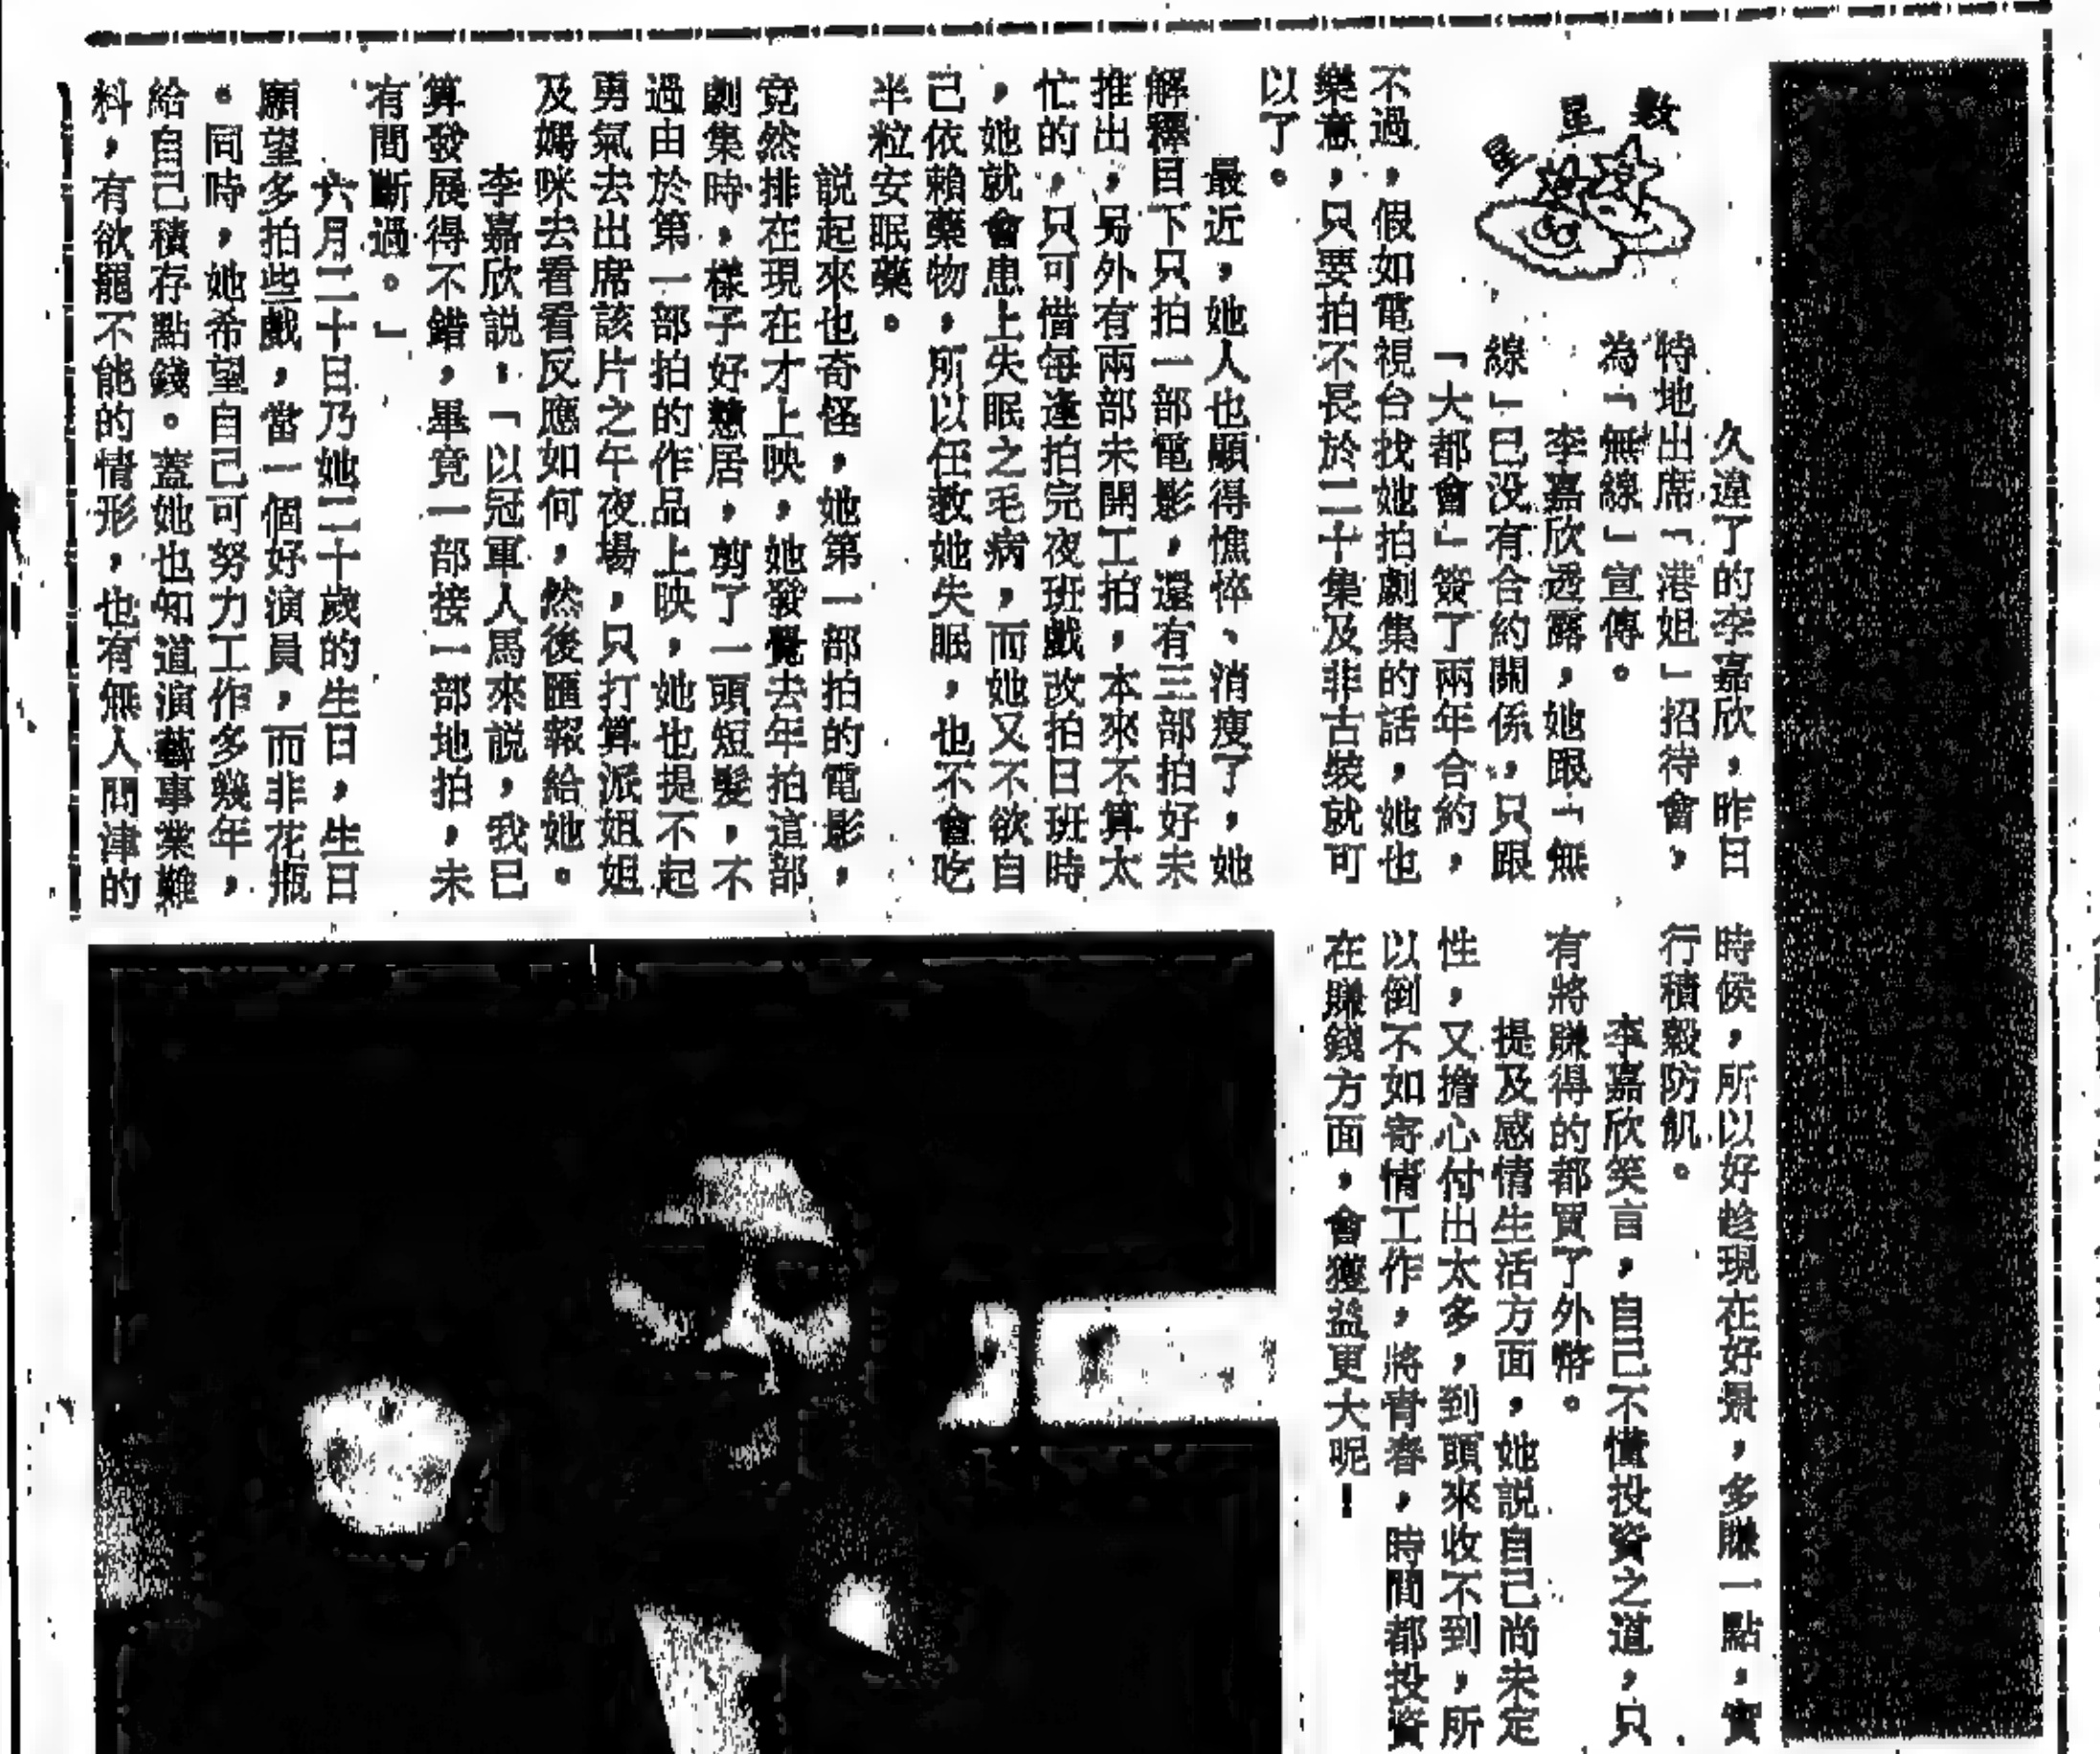 數星星
久違了的李嘉欣，昨日
特地出席「港姐」招待會，
為「無線」宣傳。
李嘉欣透露，她跟「無
線」已没有合約關係，只跟
「大都會」簽了兩年合約，
不過，假如電視台找她拍劇集的話，她也
樂意，只要拍不長於二十集及非古裝就可
以了。
最近，她人也顯得憔悴、消瘦了，她
解釋目下只拍一部電影，還有三部拍好未
推出，另外有兩部未開工拍，本來不算太
忙的，只可惜每逢拍完夜班戲改拍日班時
，她就會患上失眠之毛病，而她又不欲自
己依賴藥物，所以任教她失眠，也不會吃
半粒安眠藥。
説起來也奇怪，她第一部拍的電影，
竟然排在現在才上映，她發覺去年拍這部
劇集時，樣子好戇居，剪了一頭短髮，不
過由於第一部拍的作品上映，她也提不起
勇氣去出席該片之午夜場，只打算派姐姐
及媽咪去看看反應如何，然後匯報給她。
李嘉欣説：「以冠軍人馬來説，我已
算發展得不錯，畢竟一部接一部地拍，未
有間斷過。」
六月二十日乃她二十歲的生日，生日
願望多拍些戲，當一個好演員，而非花瓶
。同時，她希望自己可努力工作多幾年，
給自己積存點錢。蓋她也知道演藝事業難
料，有欲罷不能的情形，也有無人問津的
時候，所以好趁現在好景，多賺一點，實
行積穀防飢。
李嘉欣笑言，自己不懂投資之道，只
有將賺得的都買了外幣。
提及感情生活方面，她説自己尚未定
性，又擔心付出太多，到頭來收不到，所
以倒不如寄情工作，將青春，時間都投資
在賺錢方面，會獲益更大呢！